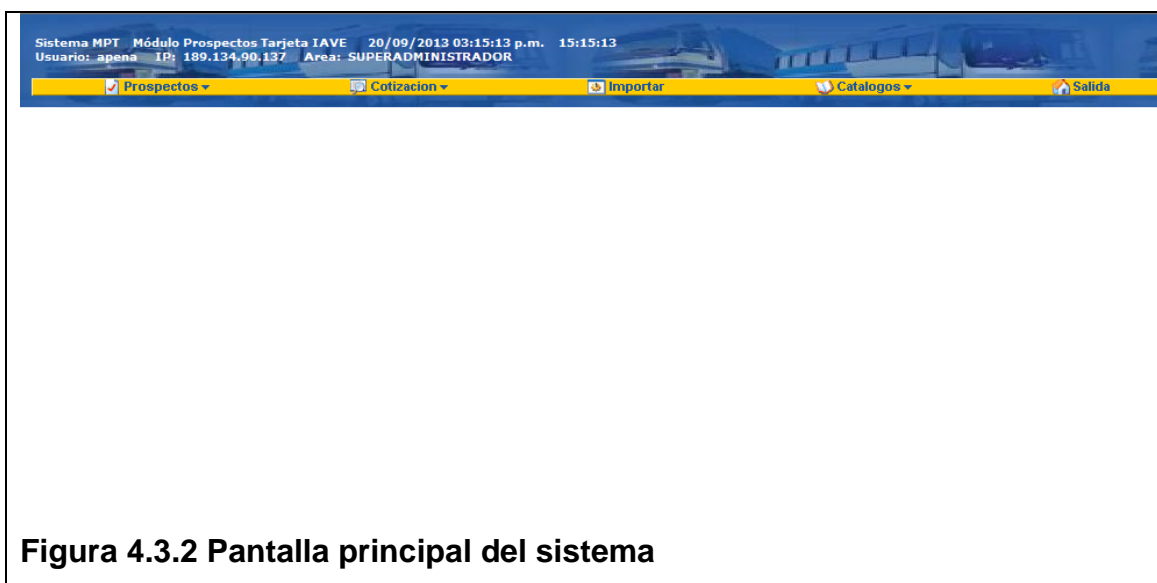 Sistema MPT Módulo Prospectos Tarjeta IAVE 20/09/2013 03:15:13 p.m. 15:15:13
Usuario: apena IP: 189.134.90.137 Area: SUPERADMINISTRADOR
Prospectos Cotizacion Importar Catalogos Salida
Figura 4.3.2 Pantalla principal del sistema